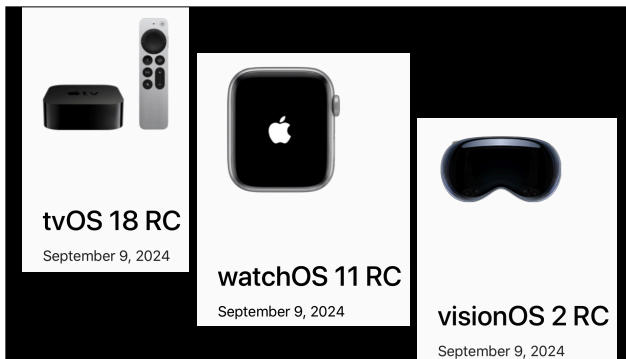 tvOS 18 RC
September 9, 2024
watchOS 11 RC
September 9, 2024
visionOS 2 RC
September 9, 2024